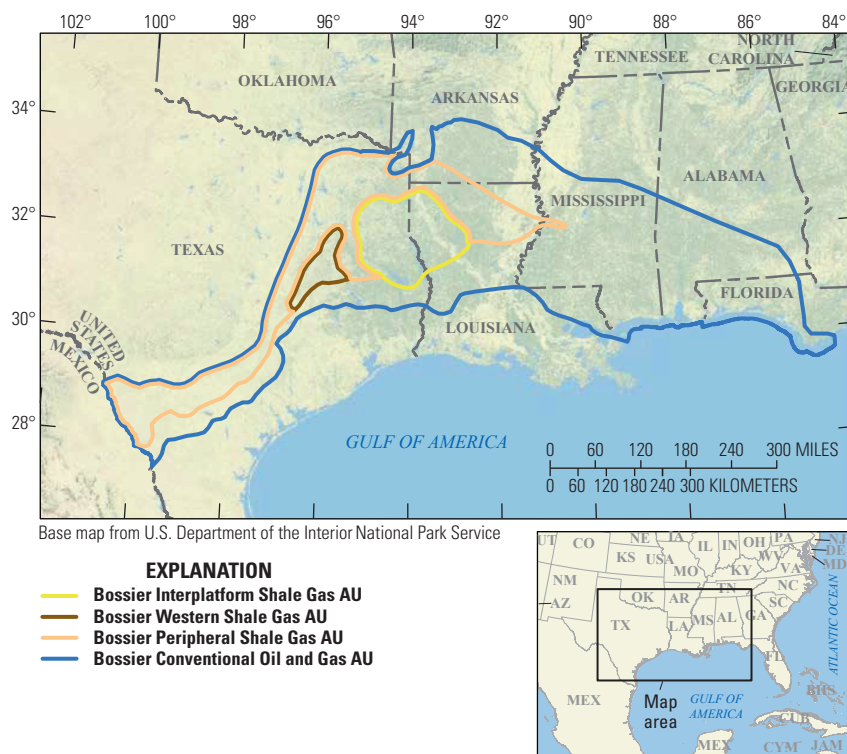 102°
100°
98°
96°
94°
92°
90°
88°
86°
84°
NORTH
CAROLINA
TENNESSEE
OKLAHOMA
ARKANSAS
GEORGIA
34°
ALABAMA
MISSISSIPPI
32°
TEXAS
FLORIDA
30°
LOUISIANA
UNITED
STATES
MEXICO
28°
GULF OF AMERICA
0 60 120 180 240 300 MILES
0 60 120 180 240 300 KILOMETERS
Base map from U.S. Department of the Interior National Park Service
EXPLANATION
Bossier Interplatform Shale Gas AU
Bossier Western Shale Gas AU
Bossier Peripheral Shale Gas AU
Bossier Conventional Oil and Gas AU
UT
CO
NE
IA
IL
IN
OH
PA
NJ
DE
MD
KS
USA
MO
WV
KY
VA
NM
AZ
OK
AR
TN
NC
SC
TX
LA
MS
AL
GA
FL
ATLANTIC OCEAN
MEX
Map
area
GULF OF
AMERICA
BHS
CUB
MEX
CYM
JAM